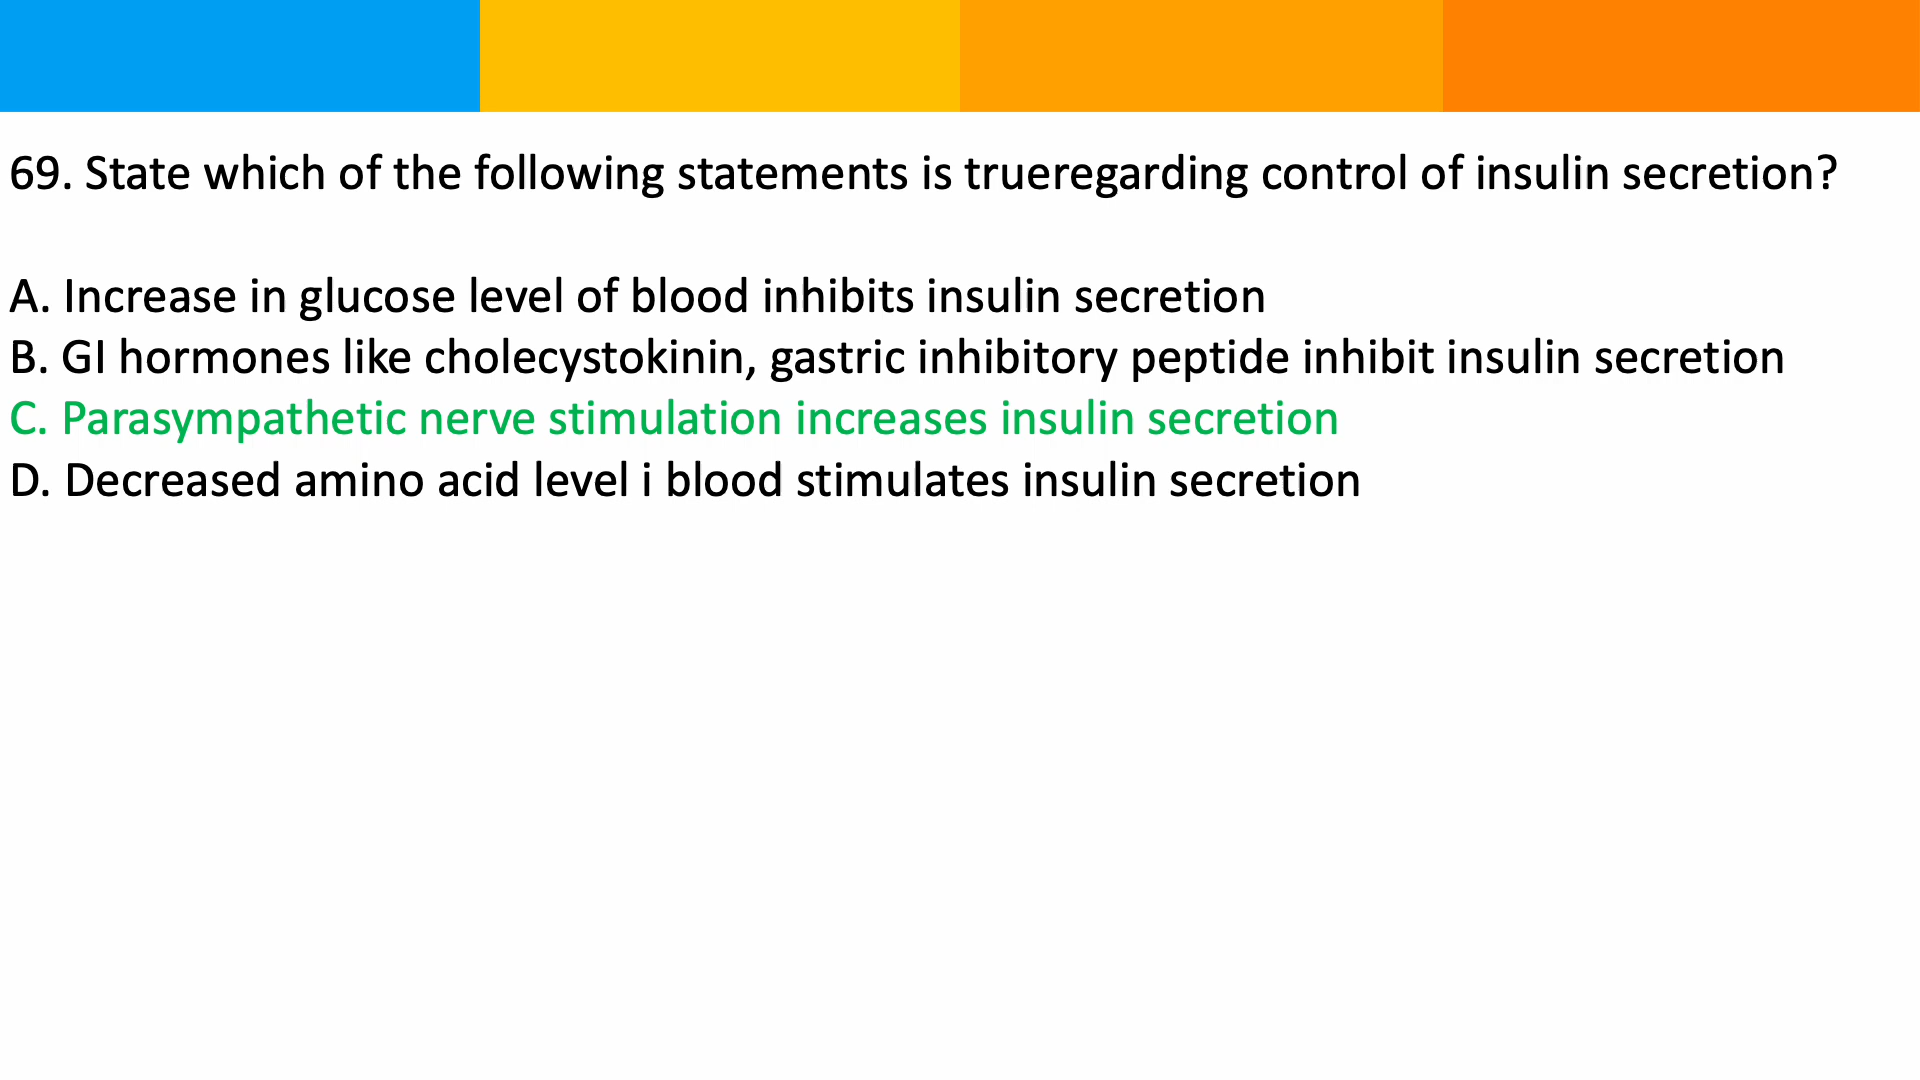 69. State which of the following statements is trueregarding control of insulin secretion?
A. Increase in glucose level of blood inhibits insulin secretion
B. GI hormones like cholecystokinin, gastric inhibitory peptide inhibit insulin secretion
C. Parasympathetic nerve stimulation increases insulin secretion
D. Decreased amino acid level i blood stimulates insulin secretion